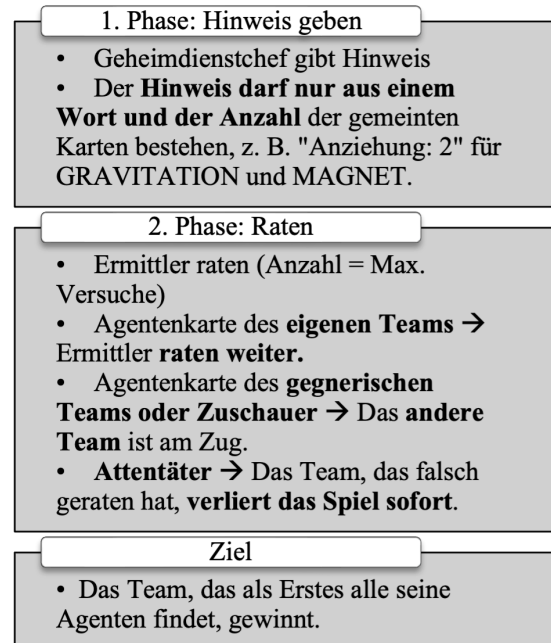 1. Phase: Hinweis geben
• Geheimdienstchef gibt Hinweis
• Der Hinweis darf nur aus einem
Wort und der Anzahl der gemeinten
Karten bestehen, z. B. "Anziehung: 2" für
GRAVITATION und MAGNET.
2. Phase: Raten
• Ermittler raten (Anzahl = Max.
Versuche)
• Agentenkarte des eigenen Teams →
Ermittler raten weiter.
• Agentenkarte des gegnerischen
Teams oder Zuschauer → Das andere
Team ist am Zug.
• Attentäter → Das Team, das falsch
geraten hat, verliert das Spiel sofort.
Ziel
• Das Team, das als Erstes alle seine
Agenten findet, gewinnt.